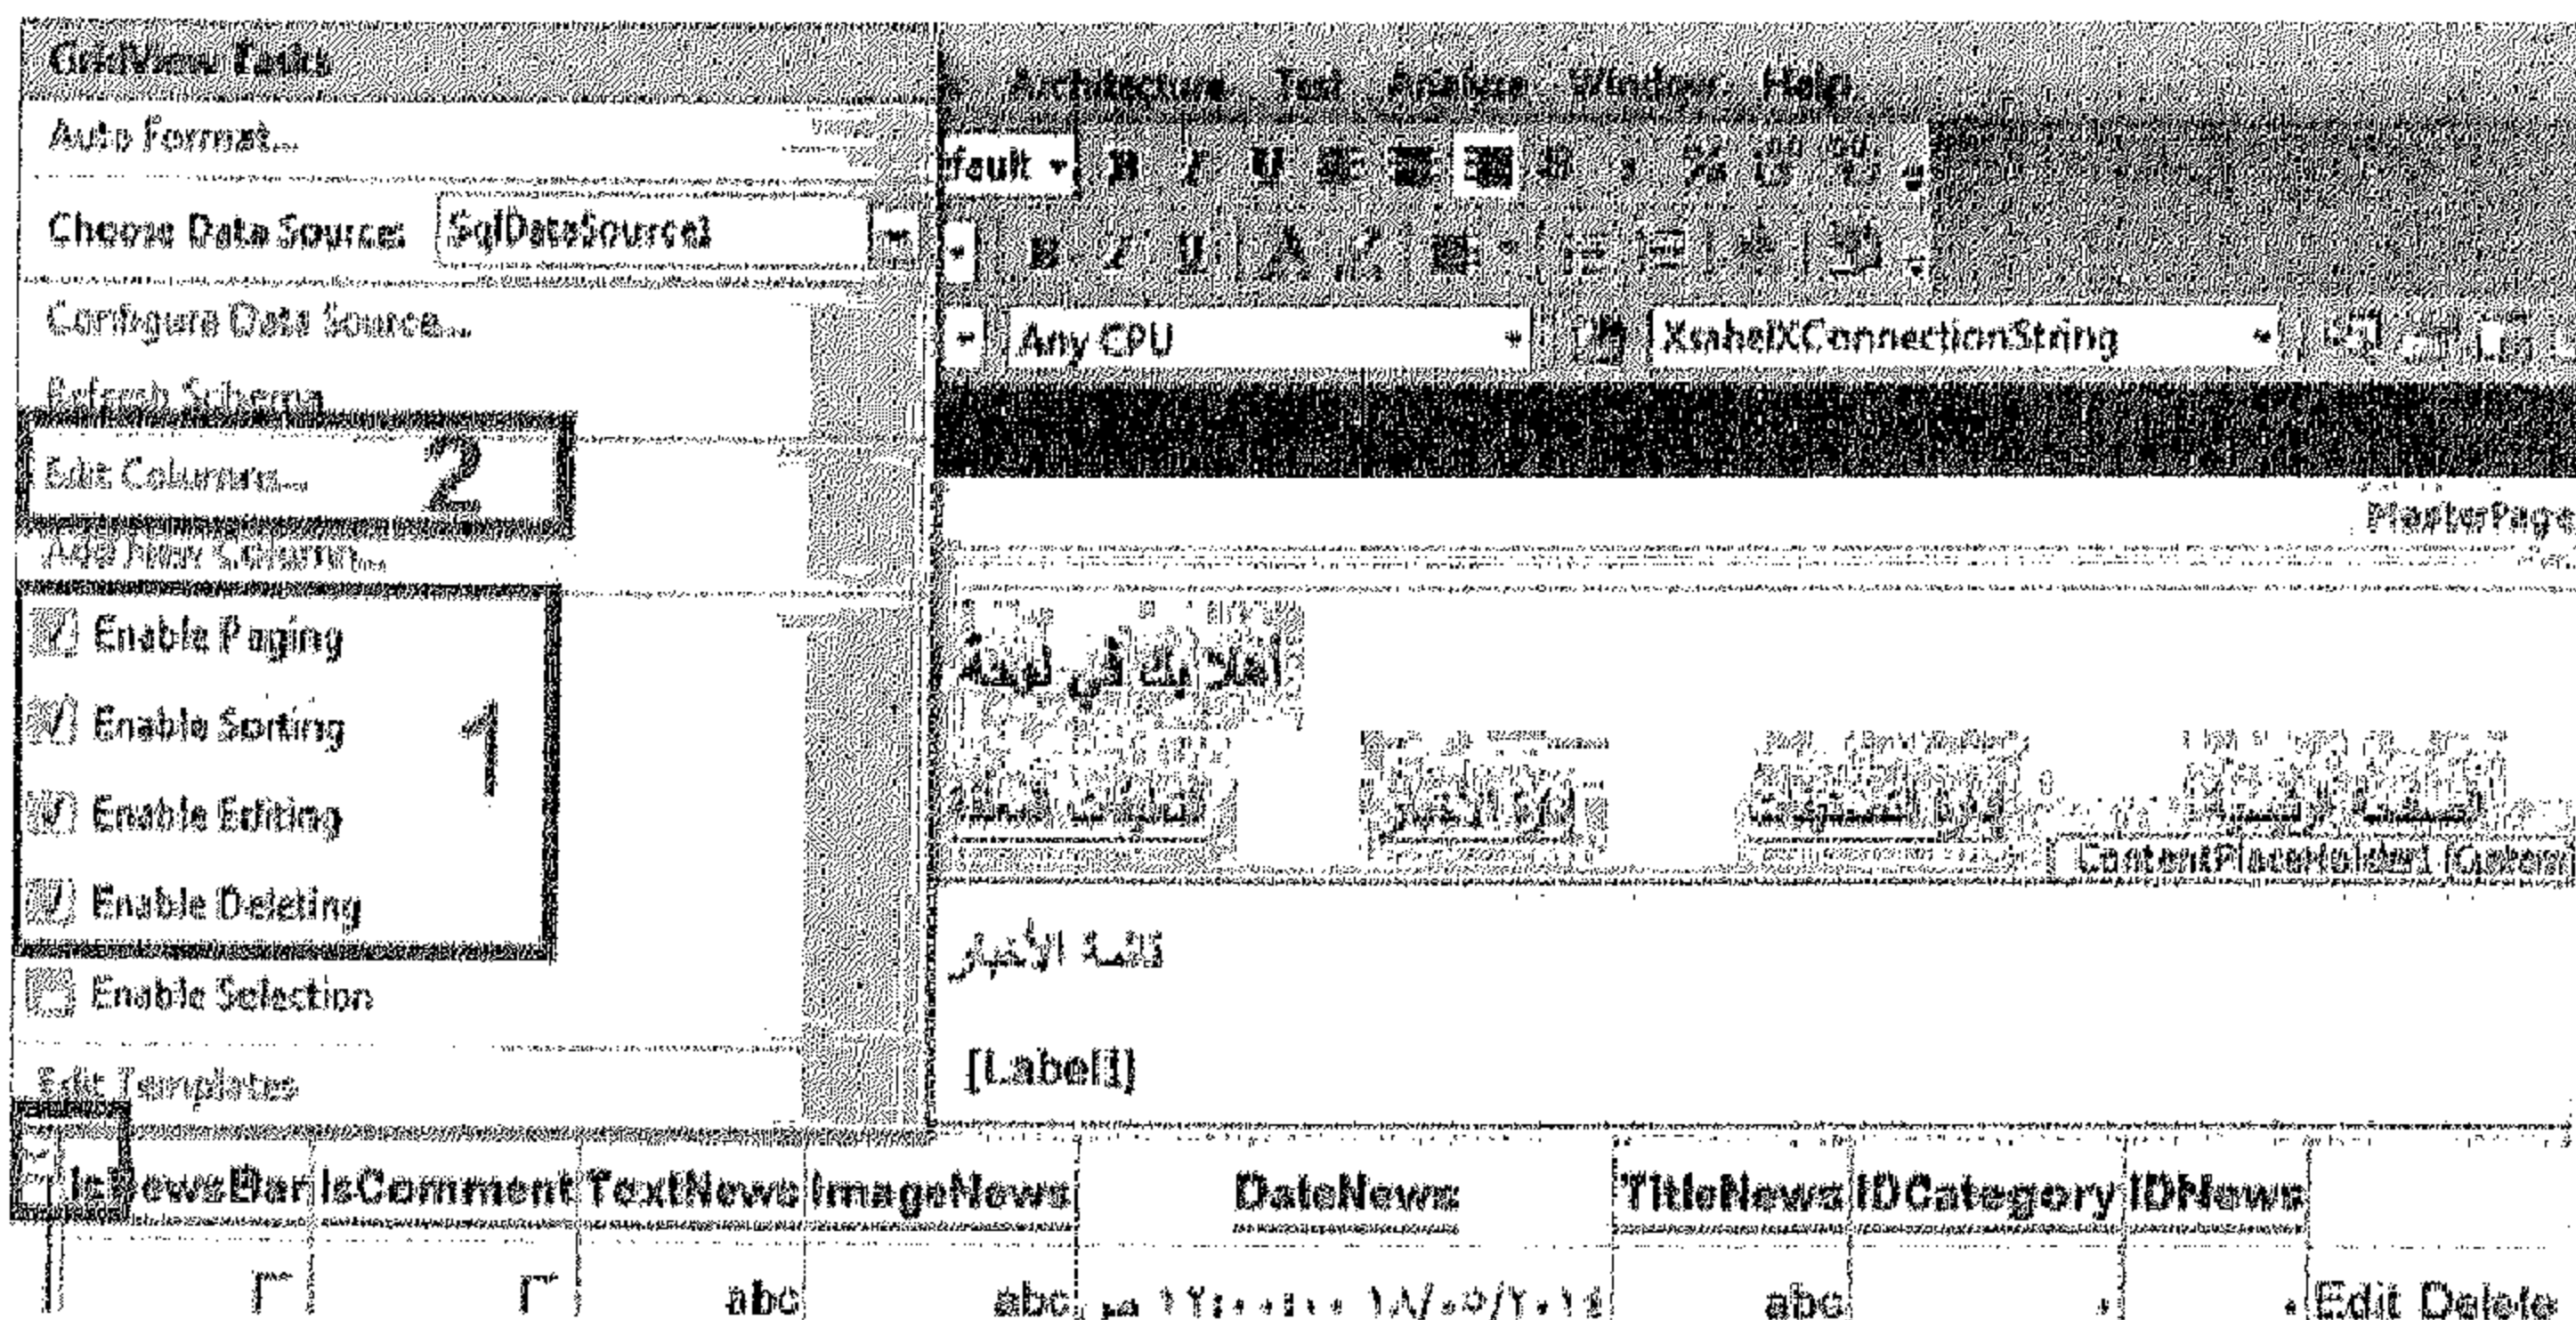 GridView Tasks
Auto Format...
Choose Data Source: SqlDataSource1
Configure Data Source...
Refresh Schema
Edit Columns... 2
Add New Column...
Enable Paging
Enable Sorting 1
Enable Editing
Enable Deleting
Enable Selection
Edit Templates
Architecture Test Analyze Window Help
fault
Any CPU
MasterPage
قائمة الأخبار
[Label1]
IsNewsBar IsComment TextNews ImageNews DateNews TitleNews IDCategory IDNews
abc abc abc Edit Delete